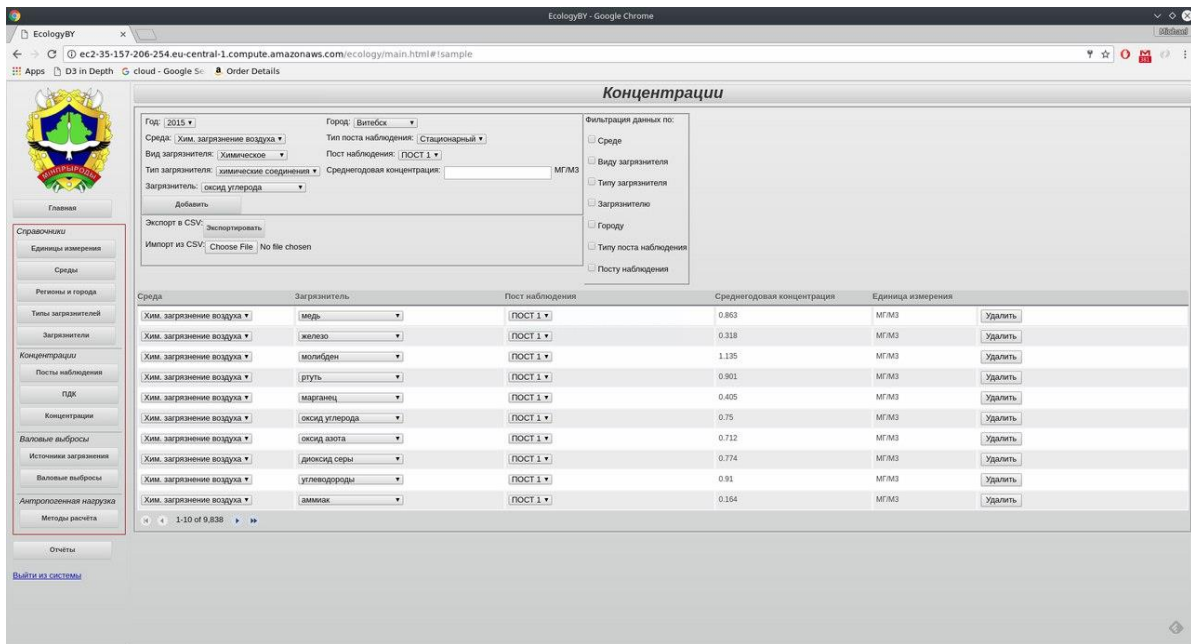 EcologyBY - Google Chrome
EcologyBY
ec2-35-157-206-254.eu-central-1.compute.amazonaws.com/ecology/main.html#!sample
Apps D3 in Depth cloud - Google Se Order Details
МІНПРЫРОДЫ
Главная
Справочники
Единицы измерения
Среды
Регионы и города
Типы загрязнителей
Загрязнители
Концентрации
Посты наблюдения
ПДК
Концентрации
Валовые выбросы
Источники загрязнения
Валовые выбросы
Антропогенная нагрузка
Методы расчёта
Отчёты
Выйти из системы
Концентрации
Год: 2015 Город: Витебск
Среда: Хим. загрязнение воздуха Тип поста наблюдения: Стационарный
Вид загрязнителя: Химическое Пост наблюдения: ПОСТ 1
Тип загрязнителя: химические соединения Среднегодовая концентрация: МГ/М3
Загрязнитель: оксид углерода
Добавить
Экспорт в CSV: Экспортировать
Импорт из CSV: Choose File No file chosen
Фильтрация данных по:
Среде
Виду загрязнителя
Типу загрязнителя
Загрязнителю
Городу
Типу поста наблюдения
Посту наблюдения
Среда Загрязнитель Пост наблюдения Среднегодовая концентрация Единица измерения
Хим. загрязнение воздуха медь ПОСТ 1 0.863 МГ/М3 Удалить
Хим. загрязнение воздуха железо ПОСТ 1 0.318 МГ/М3 Удалить
Хим. загрязнение воздуха молибден ПОСТ 1 1.135 МГ/М3 Удалить
Хим. загрязнение воздуха ртуть ПОСТ 1 0.901 МГ/М3 Удалить
Хим. загрязнение воздуха марганец ПОСТ 1 0.405 МГ/М3 Удалить
Хим. загрязнение воздуха оксид углерода ПОСТ 1 0.75 МГ/М3 Удалить
Хим. загрязнение воздуха оксид азота ПОСТ 1 0.712 МГ/М3 Удалить
Хим. загрязнение воздуха диоксид серы ПОСТ 1 0.774 МГ/М3 Удалить
Хим. загрязнение воздуха углеводороды ПОСТ 1 0.91 МГ/М3 Удалить
Хим. загрязнение воздуха аммиак ПОСТ 1 0.164 МГ/М3 Удалить
1-10 of 9,838